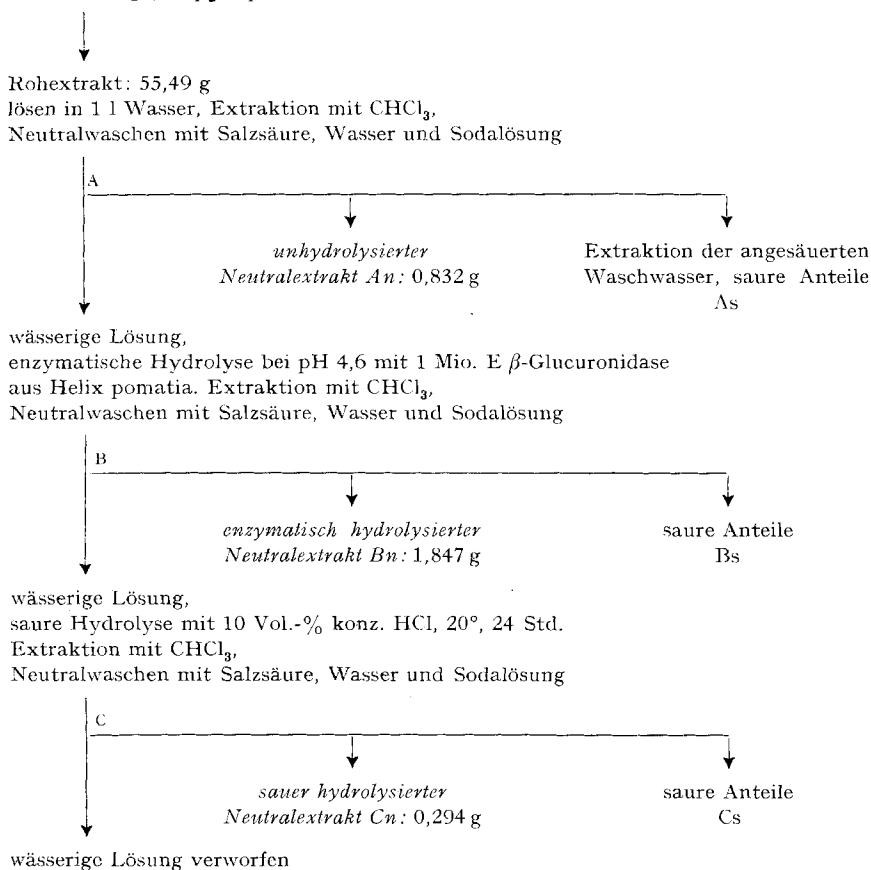 Rohextrakt: 55,49 g
lösen in 1 l Wasser, Extraktion mit CHCl₃,
Neutralwaschen mit Salzsäure, Wasser und Sodalösung
A
unhydrolysierter
Neutralextrakt An: 0,832 g
Extraktion der angesäuerten
Waschwasser, saure Anteile
As
wässerige Lösung,
enzymatische Hydrolyse bei pH 4,6 mit 1 Mio. E β-Glucuronidase
aus Helix pomatia. Extraktion mit CHCl₃,
Neutralwaschen mit Salzsäure, Wasser und Sodalösung
B
enzymatisch hydrolysierter
Neutralextrakt Bn: 1,847 g
saure Anteile
Bs
wässerige Lösung,
saure Hydrolyse mit 10 Vol.-% konz. HCl, 20°, 24 Std.
Extraktion mit CHCl₃,
Neutralwaschen mit Salzsäure, Wasser und Sodalösung
C
sauer hydrolysierter
Neutralextrakt Cn: 0,294 g
saure Anteile
Cs
wässerige Lösung verworfen